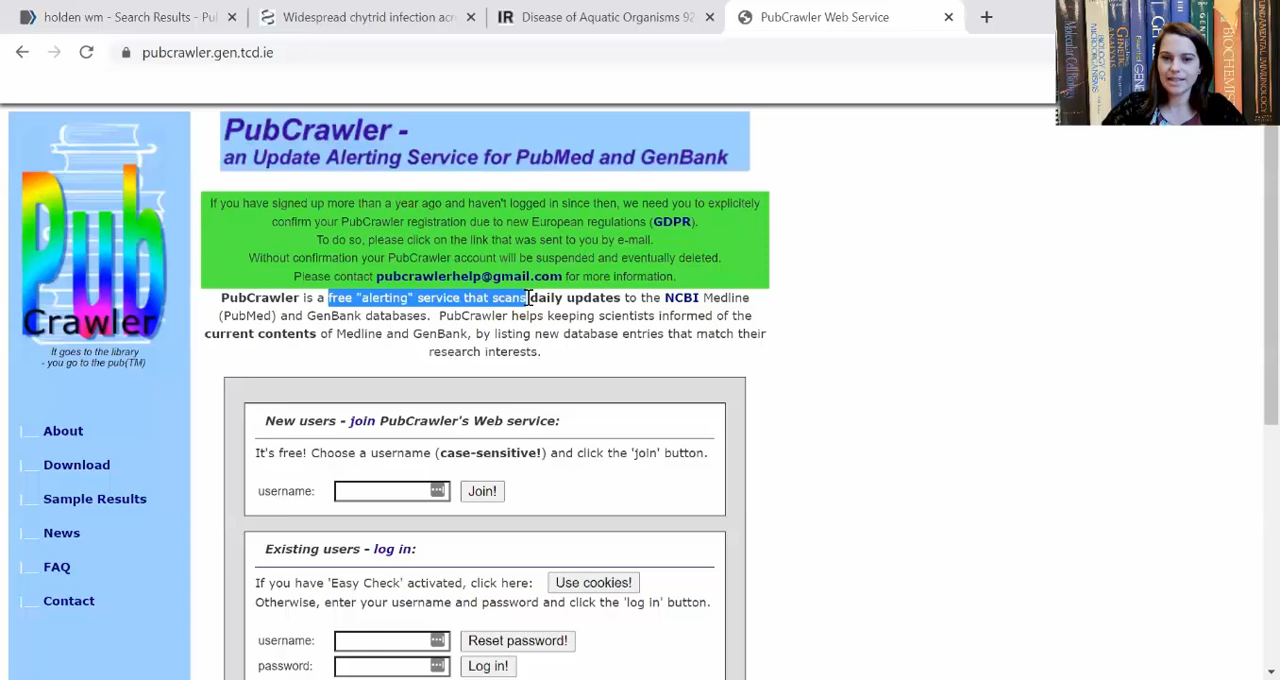 holden wm - Search Results - Pu
Widespread chytrid infection acr
IR Disease of Aquatic Organisms 92
PubCrawler Web Service
pubcrawler.gen.tcd.ie
Pub
Crawler
It goes to the library
- you go to the pub(TM)
About
Download
Sample Results
News
FAQ
Contact
PubCrawler -
an Update Alerting Service for PubMed and GenBank
If you have signed up more than a year ago and haven't logged in since then, we need you to explicitely
confirm your PubCrawler registration due to new European regulations (GDPR).
To do so, please click on the link that was sent to you by e-mail.
Without confirmation your PubCrawler account will be suspended and eventually deleted.
Please contact pubcrawlerhelp@gmail.com for more information.
PubCrawler is a free "alerting" service that scans daily updates to the NCBI Medline
(PubMed) and GenBank databases. PubCrawler helps keeping scientists informed of the
current contents of Medline and GenBank, by listing new database entries that match their
research interests.
New users - join PubCrawler's Web service:
It's free! Choose a username (case-sensitive!) and click the 'join' button.
username: Join!
Existing users - log in:
If you have 'Easy Check' activated, click here: Use cookies!
Otherwise, enter your username and password and click the 'log in' button.
username: Reset password!
password: Log in!